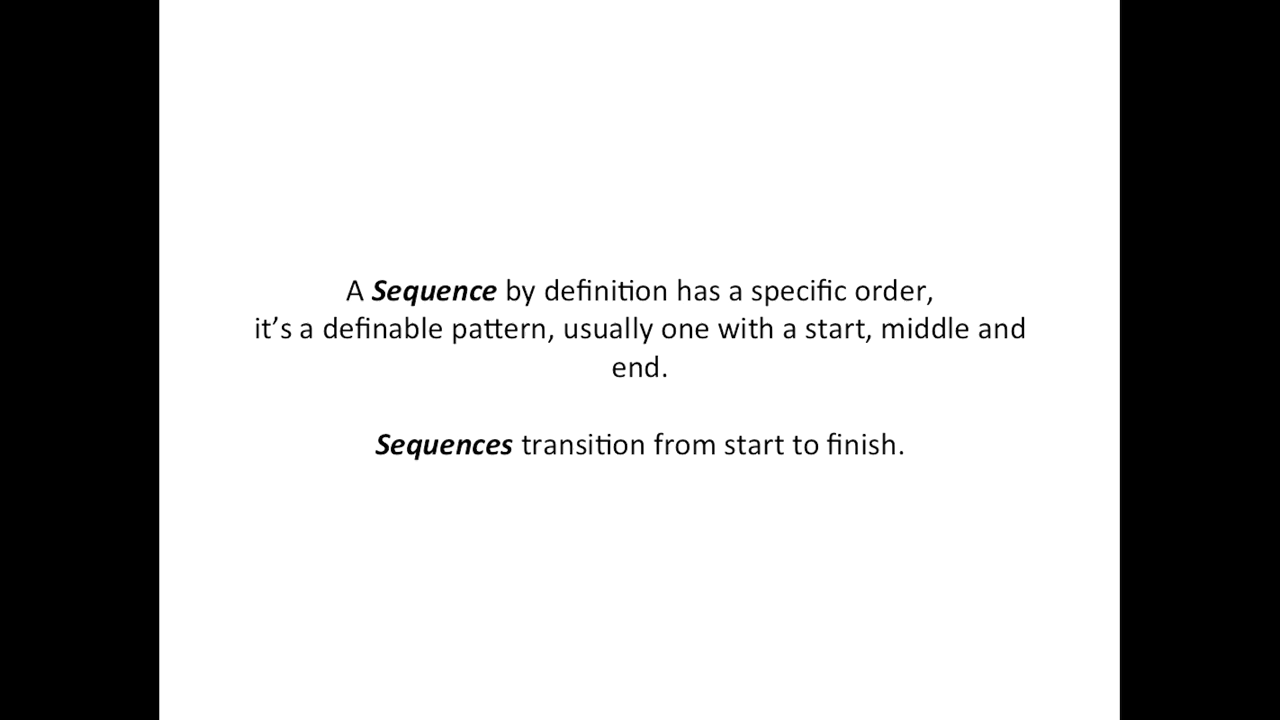 A Sequence by definition has a specific order,
it’s a definable pattern, usually one with a start, middle and
end.
Sequences transition from start to finish.